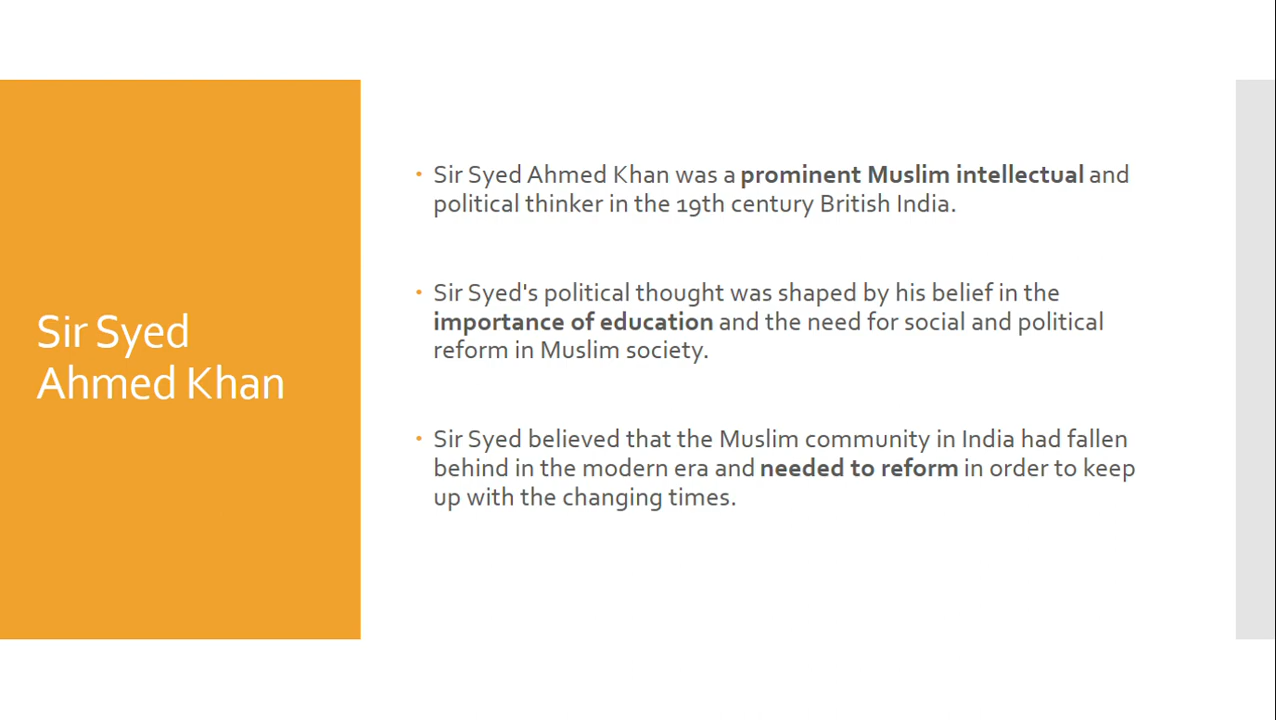 Sir Syed
Ahmed Khan
• Sir Syed Ahmed Khan was a prominent Muslim intellectual and
political thinker in the 19th century British India.
• Sir Syed's political thought was shaped by his belief in the
importance of education and the need for social and political
reform in Muslim society.
• Sir Syed believed that the Muslim community in India had fallen
behind in the modern era and needed to reform in order to keep
up with the changing times.